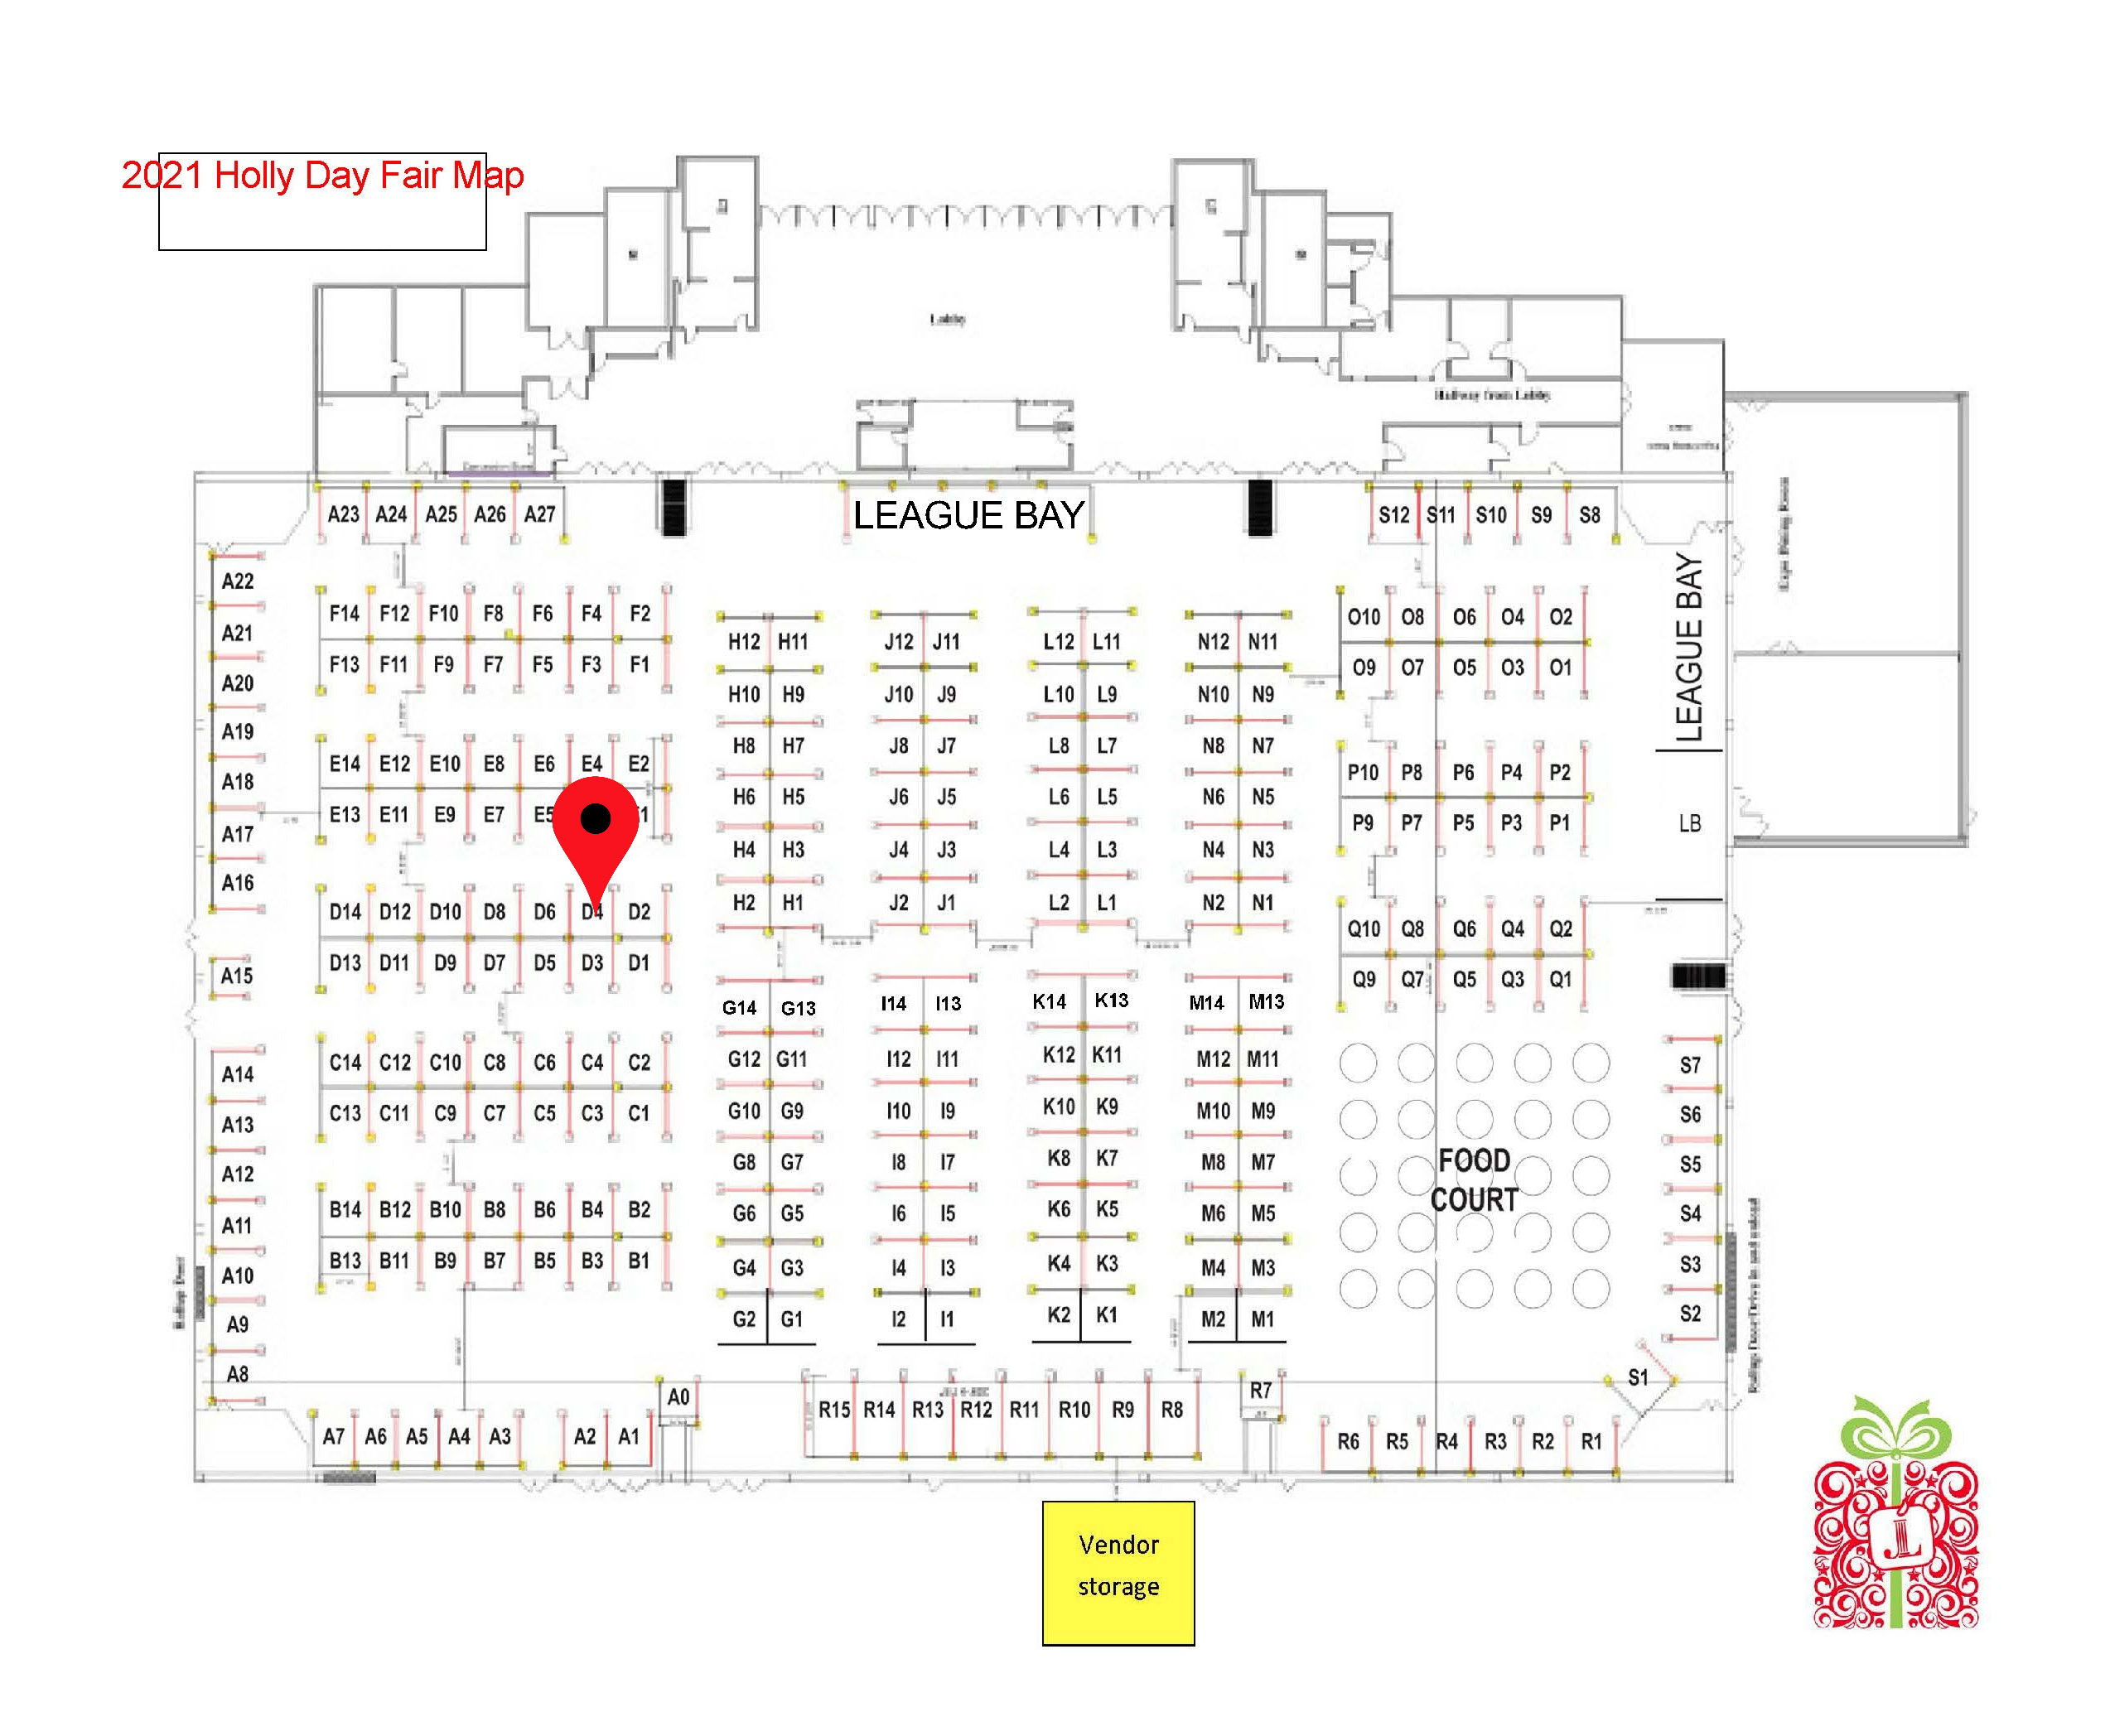 2021 Holly Day Fair Map
Lobby
Hallway from Lobby
LEAGUE BAY
A23 A24 A25 A26 A27
S12 S11 S10 S9 S8
LEAGUE BAY
LB
A22
A21
A20
A19
A18
A17
A16
A15
A14
A13
A12
A11
A10
A9
A8
F14 F12 F10 F8 F6 F4 F2
F13 F11 F9 F7 F5 F3 F1
E14 E12 E10 E8 E6 E4 E2
E13 E11 E9 E7 E5
D14 D12 D10 D8 D6 D4 D2
D13 D11 D9 D7 D5 D3 D1
C14 C12 C10 C8 C6 C4 C2
C13 C11 C9 C7 C5 C3 C1
B14 B12 B10 B8 B6 B4 B2
B13 B11 B9 B7 B5 B3 B1
H12 H11
H10 H9
H8 H7
H6 H5
H4 H3
H2 H1
J12 J11
J10 J9
J8 J7
J6 J5
J4 J3
J2 J1
L12 L11
L10 L9
L8 L7
L6 L5
L4 L3
L2 L1
N12 N11
N10 N9
N8 N7
N6 N5
N4 N3
N2 N1
G14 G13
G12 G11
G10 G9
G8 G7
G6 G5
G4 G3
G2 G1
I14 I13
I12 I11
I10 I9
I8 I7
I6 I5
I4 I3
I2 I1
K14 K13
K12 K11
K10 K9
K8 K7
K6 K5
K4 K3
K2 K1
M14 M13
M12 M11
M10 M9
M8 M7
M6 M5
M4 M3
M2 M1
O10 O8 O6 O4 O2
O9 O7 O5 O3 O1
P10 P8 P6 P4 P2
P9 P7 P5 P3 P1
Q10 Q8 Q6 Q4 Q2
Q9 Q7 Q5 Q3 Q1
FOOD
COURT
S7
S6
S5
S4
S3
S2
S1
A7 A6 A5 A4 A3 A2 A1
A0
R15 R14 R13 R12 R11 R10 R9 R8
R7
R6 R5 R4 R3 R2 R1
Vendor
storage
JL